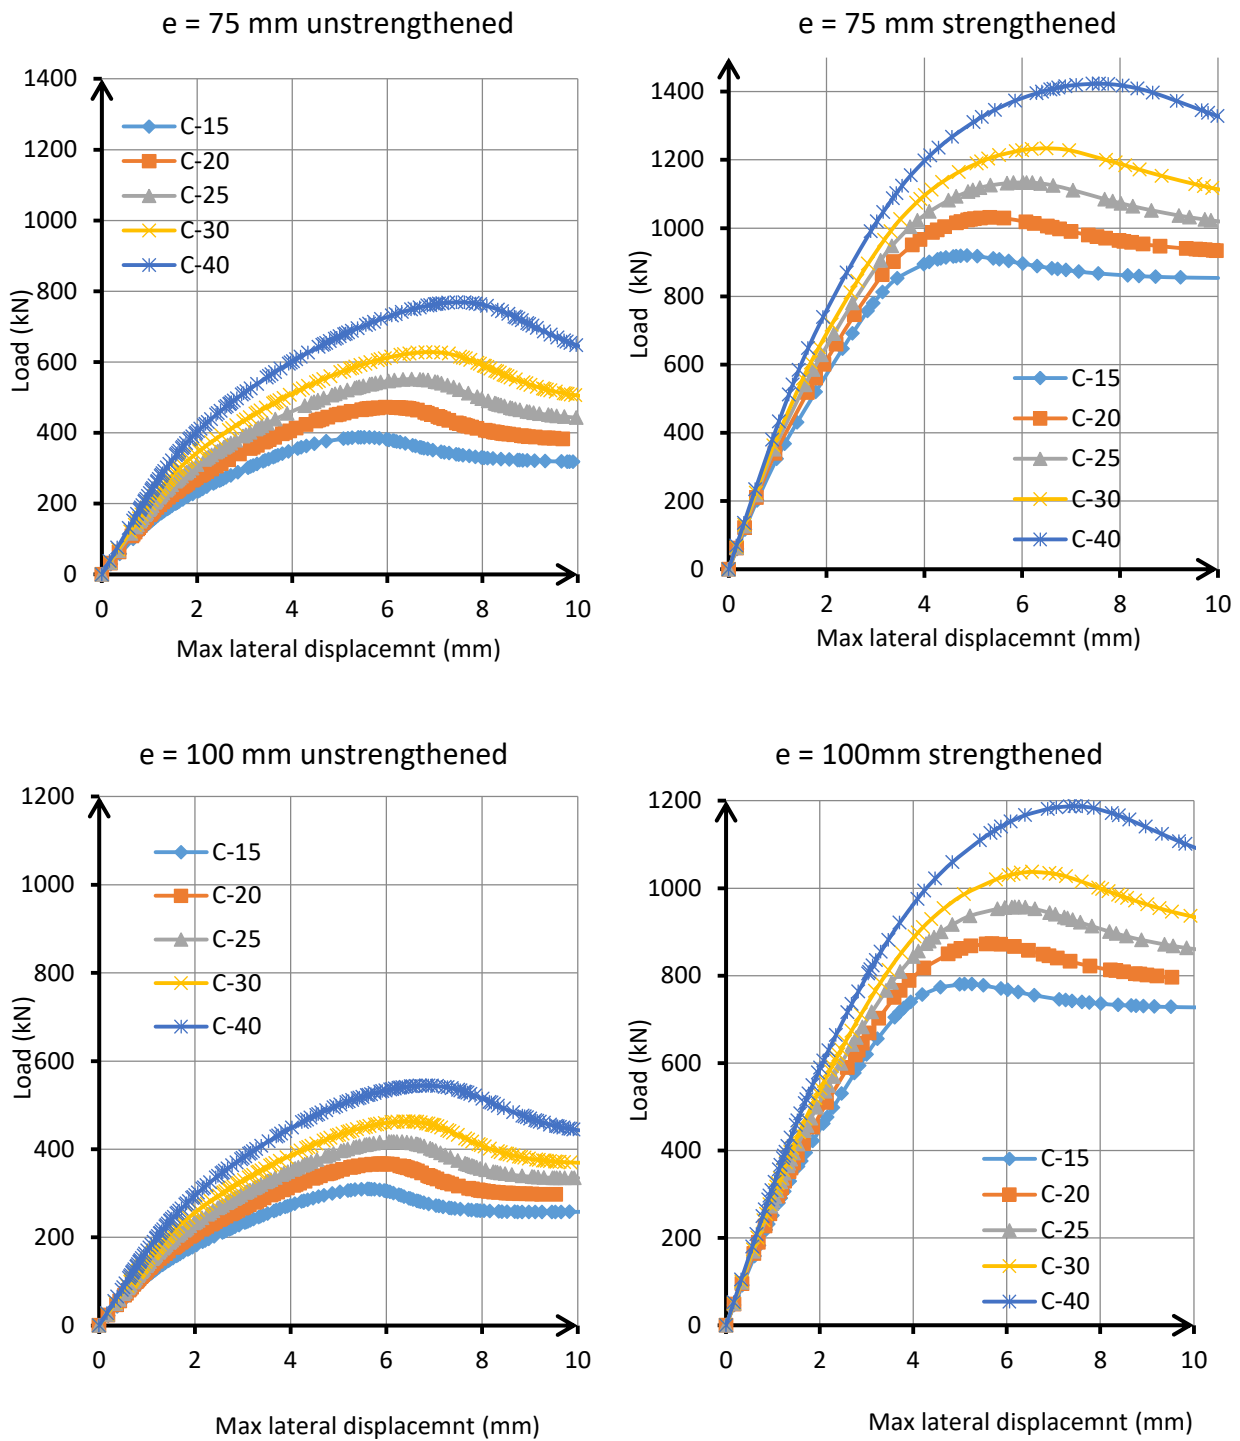 e = 75 mm unstrengthened
1400
1200
1000
800
600
400
200
0
Load (kN)
C-15
C-20
C-25
C-30
C-40
0 2 4 6 8 10
Max lateral displacemnt (mm)
e = 75 mm strengthened
1400
1200
1000
800
600
400
200
0
Load (kN)
C-15
C-20
C-25
C-30
C-40
0 2 4 6 8 10
Max lateral displacemnt (mm)
e = 100 mm unstrengthened
1200
1000
800
600
400
200
0
Load (kN)
C-15
C-20
C-25
C-30
C-40
0 2 4 6 8 10
Max lateral displacemnt (mm)
e = 100mm strengthened
1200
1000
800
600
400
200
0
Load (kN)
C-15
C-20
C-25
C-30
C-40
0 2 4 6 8 10
Max lateral displacemnt (mm)